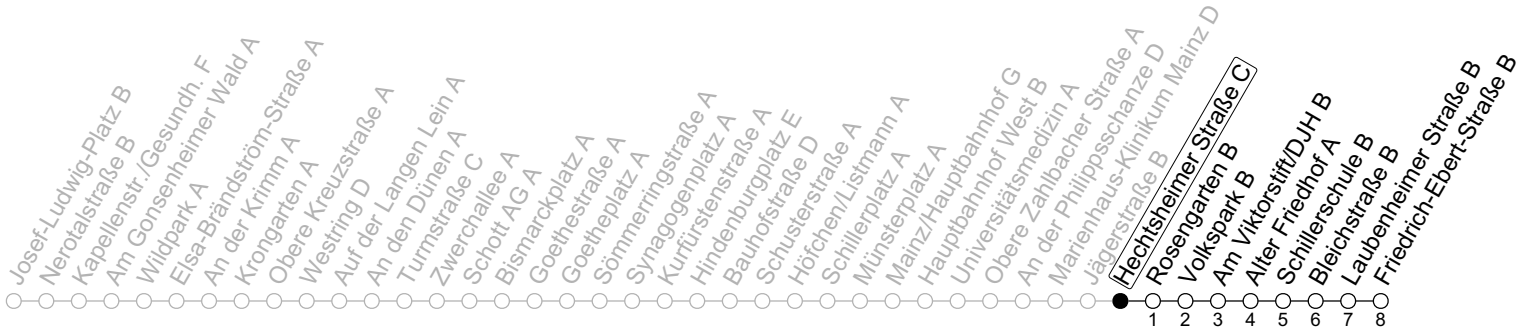 Josef-Ludwig-Platz B
Nerotalstraße B
Kapellenstr./Gesundh. F
Am Gonsenheimer Wald A
Wildpark A
Elsa-Brändström-Straße A
An der Krimm A
Krongarten A
Obere Kreuzstraße A
Westring D
Auf der Langen Lein A
An den Dünen A
Turmstraße C
Zwerchallee A
Schott AG A
Bismarckplatz A
Goethestraße A
Goetheplatz A
Sömmerringstraße A
Synagogenplatz A
Kurfürstenstraße A
Hindenburgplatz E
Bauhofstraße D
Schusterstraße A
Höfchen/Listmann A
Schillerplatz A
Münsterplatz A
Mainz/Hauptbahnhof G
Hauptbahnhof West B
Universitätsmedizin A
Obere Zahlbacher Straße A
An der Philippsschanze D
Marienhaus-Klinikum Mainz D
Jägerstraße B
Hechtsheimer Straße C
Rosengarten B
Volkspark B
Am Viktorstift/DJH B
Alter Friedhof A
Schillerschule B
Bleichstraße B
Laubenheimer Straße B
Friedrich-Ebert-Straße B
1 2 3 4 5 6 7 8